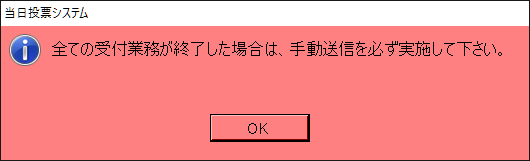 当日投票システム
全ての受付業務が終了した場合は、手動送信を必ず実施して下さい。
OK